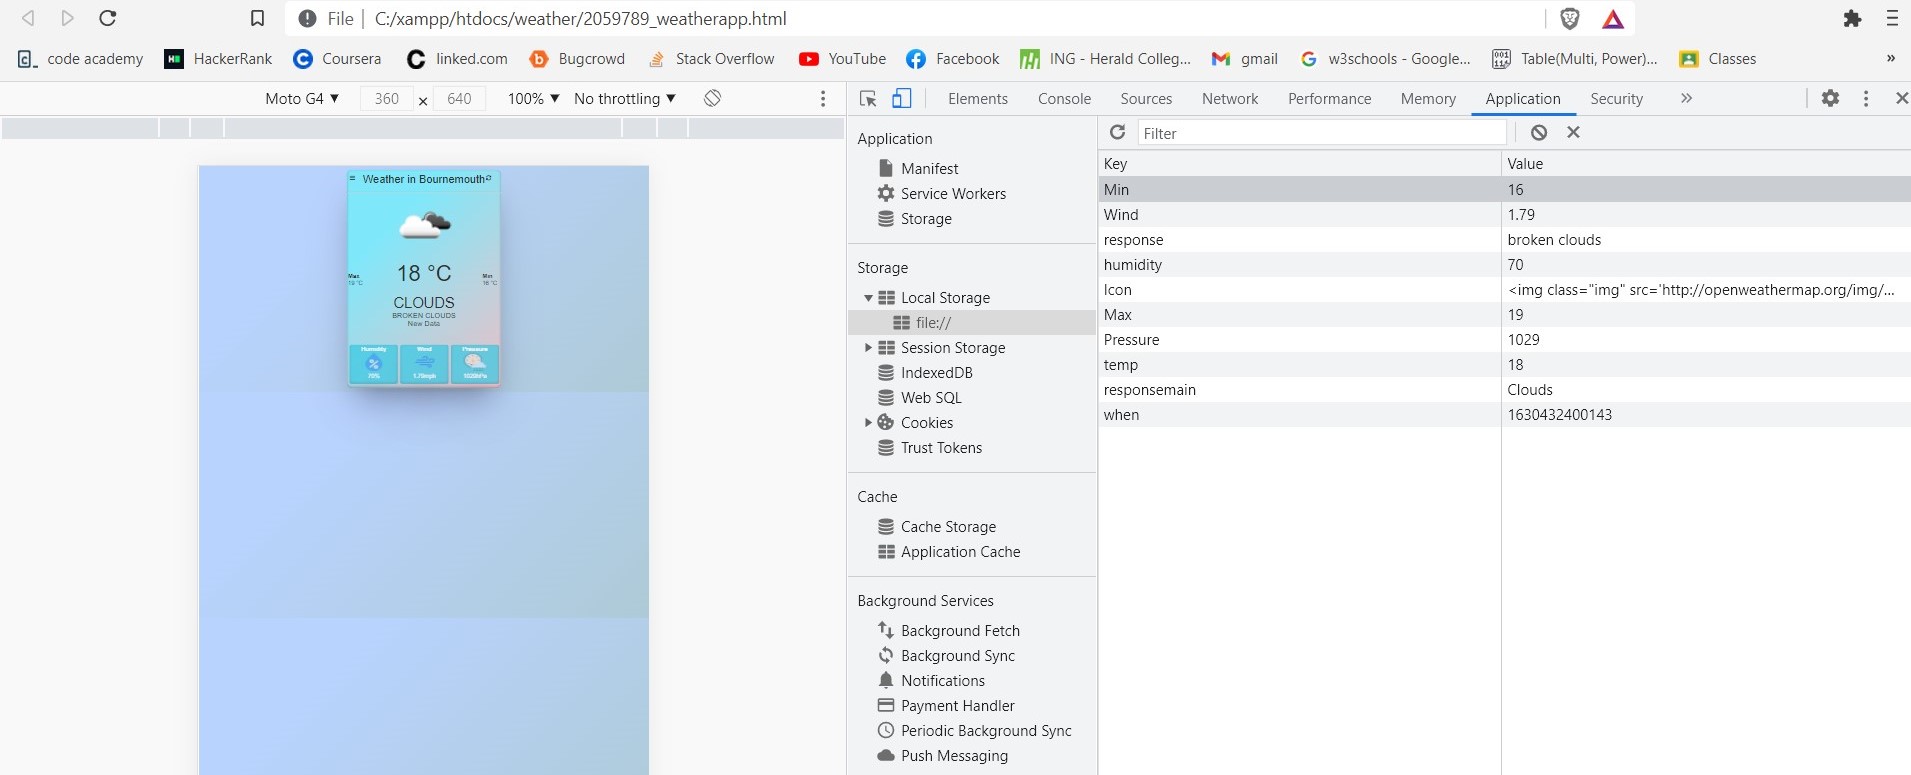 File C:/xampp/htdocs/weather/2059789_weatherapp.html
code academy HackerRank Coursera linked.com Bugcrowd Stack Overflow YouTube Facebook ING - Herald Colleg... gmail w3schools - Google... Table(Multi, Power)... Classes »
Moto G4 ▼ 360 × 640 100% ▼ No throttling ▼
Elements Console Sources Network Performance Memory Application Security »
Weather in Bournemouth
18 °C
Max
19 °C
Min
16 °C
CLOUDS
BROKEN CLOUDS
New Data
Humidity Wind Pressure
70% 1.79mph 1029hPa
Application
Manifest
Service Workers
Storage
Storage
Local Storage
file://
Session Storage
IndexedDB
Web SQL
Cookies
Trust Tokens
Cache
Cache Storage
Application Cache
Background Services
Background Fetch
Background Sync
Notifications
Payment Handler
Periodic Background Sync
Push Messaging
Filter
Key Value
Min 16
Wind 1.79
response broken clouds
humidity 70
Icon <img class="img" src='http://openweathermap.org/img/...
Max 19
Pressure 1029
temp 18
responsemain Clouds
when 1630432400143